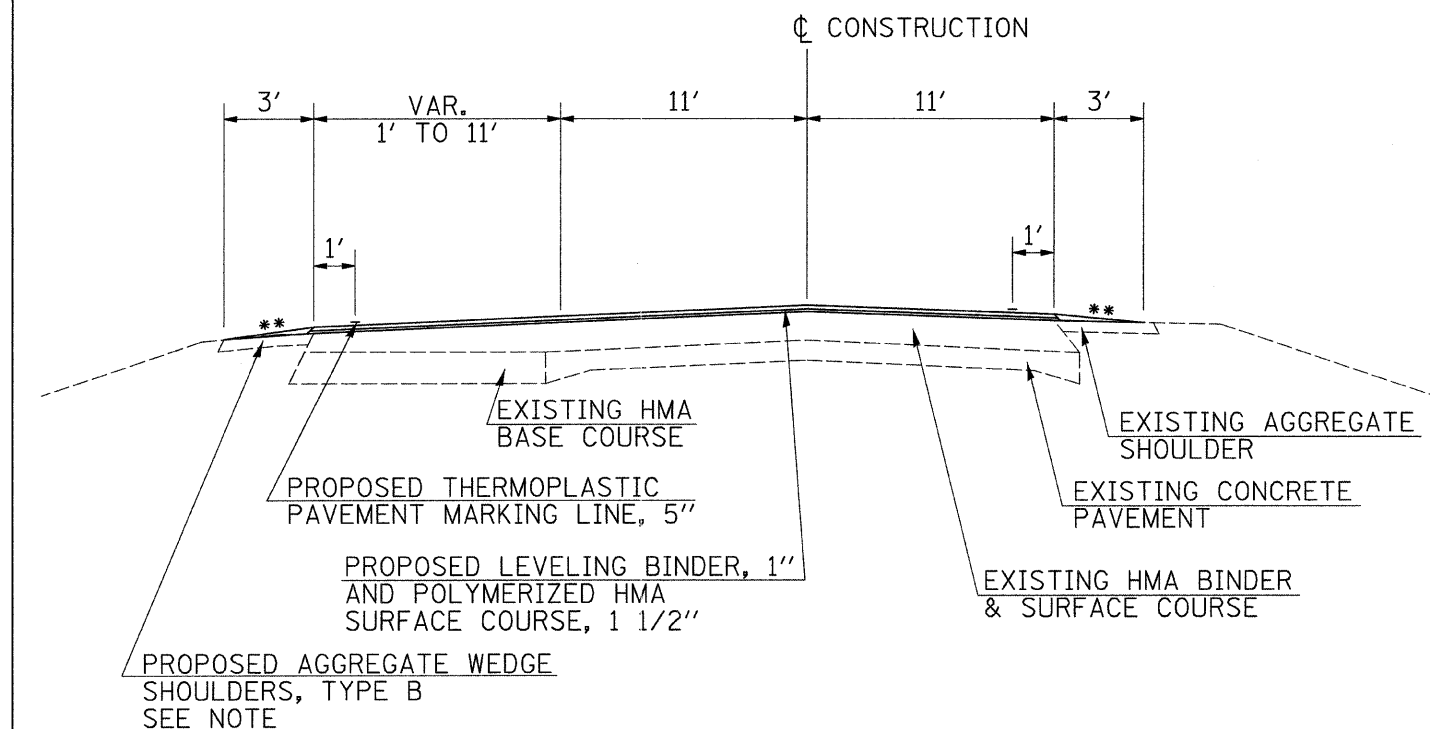 ℄ CONSTRUCTION
3'
VAR.
1' TO 11'
11'
11'
3'
1'
1'
**
**
EXISTING HMA
BASE COURSE
EXISTING AGGREGATE
SHOULDER
PROPOSED THERMOPLASTIC
PAVEMENT MARKING LINE, 5"
EXISTING CONCRETE
PAVEMENT
PROPOSED LEVELING BINDER, 1"
AND POLYMERIZED HMA
SURFACE COURSE, 1 1/2"
EXISTING HMA BINDER
& SURFACE COURSE
PROPOSED AGGREGATE WEDGE
SHOULDERS, TYPE B
SEE NOTE